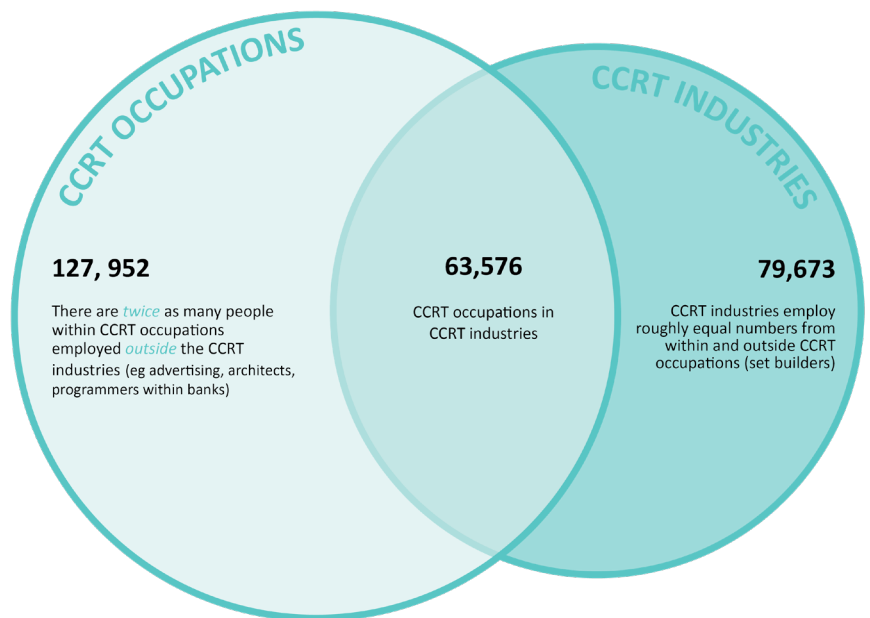 CCRT OCCUPATIONS
CCRT INDUSTRIES
127, 952
There are twice as many people
within CCRT occupations
employed outside the CCRT
industries (eg advertising, architects,
programmers within banks)
63,576
CCRT occupations in
CCRT industries
79,673
CCRT industries employ
roughly equal numbers from
within and outside CCRT
occupations (set builders)